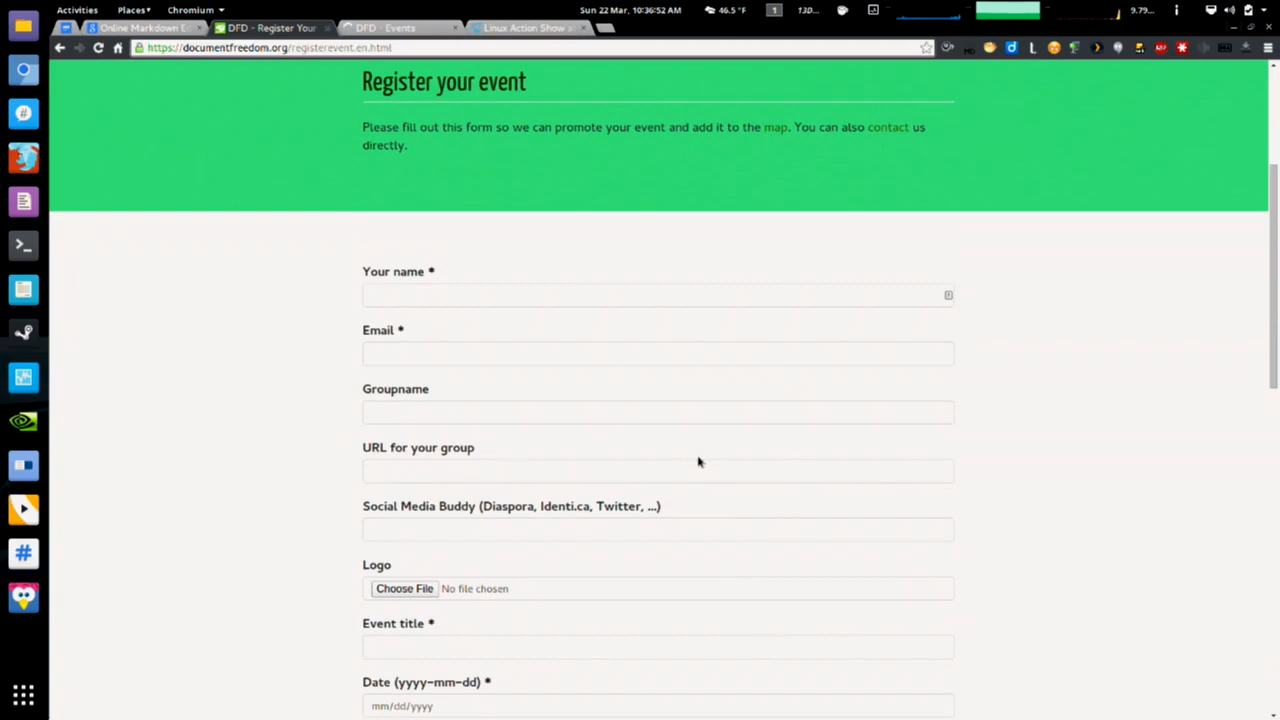 Activities Places Chromium Sun 22 Mar, 10:36:52 AM 46.5 °F 1 13D... 9.79...
Online Markdown E DFD - Register Your DFD - Events Linux Action Show a
https://documentfreedom.org/registerevent.en.html
Register your event
Please fill out this form so we can promote your event and add it to the map. You can also contact us
directly.
Your name *
Email *
Groupname
URL for your group
Social Media Buddy (Diaspora, Identi.ca, Twitter, ...)
Logo
Choose File No file chosen
Event title *
Date (yyyy-mm-dd) *
mm/dd/yyyy